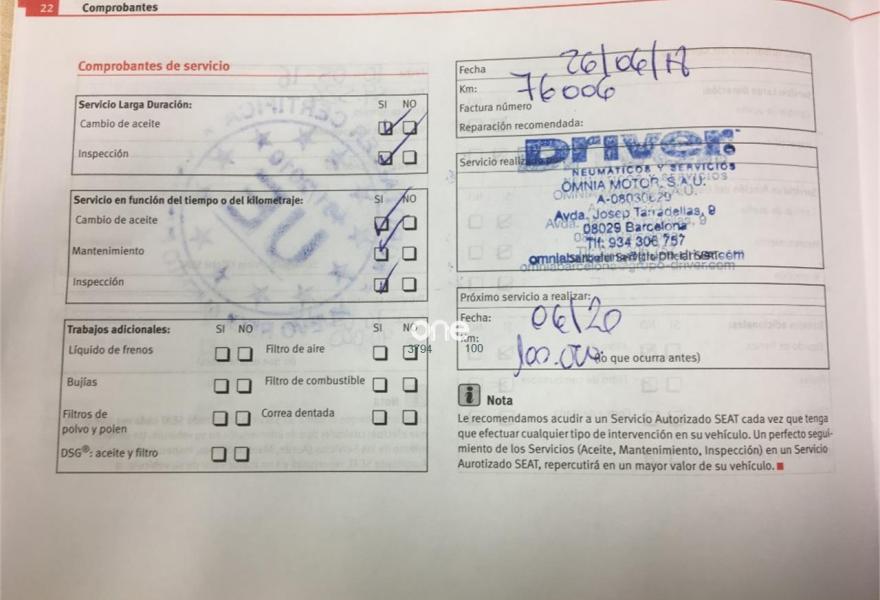 22 Comprobantes
Comprobantes de servicio
Servicio Larga Duración: SI NO
Cambio de aceite
Inspección
Servicio en función del tiempo o del kilometraje: SI NO
Cambio de aceite
Mantenimiento
Inspección
Trabajos adicionales: SI NO SI NO
Líquido de frenos Filtro de aire
Bujías Filtro de combustible
Filtros de Correa dentada
polvo y polen
DSG®: aceite y filtro
one
3794 100
Fecha 26/06/18
Km: 76006
Factura número
Reparación recomendada:
Servicio realizado por:
Driver
NEUMÁTICOS Y SERVICIOS
OMNIA MOTOR, S.A.U.
A-08030629
Avda. Josep Tarradellas, 9
08029 Barcelona
Tlf: 934 306 757
Próximo servicio a realizar:
Fecha: 06/20
Km: 100.000 (lo que ocurra antes)
i Nota
Le recomendamos acudir a un Servicio Autorizado SEAT cada vez que tenga
que efectuar cualquier tipo de intervención en su vehículo. Un perfecto segui-
miento de los Servicios (Aceite, Mantenimiento, Inspección) en un Servicio
Aurotizado SEAT, repercutirá en un mayor valor de su vehículo.